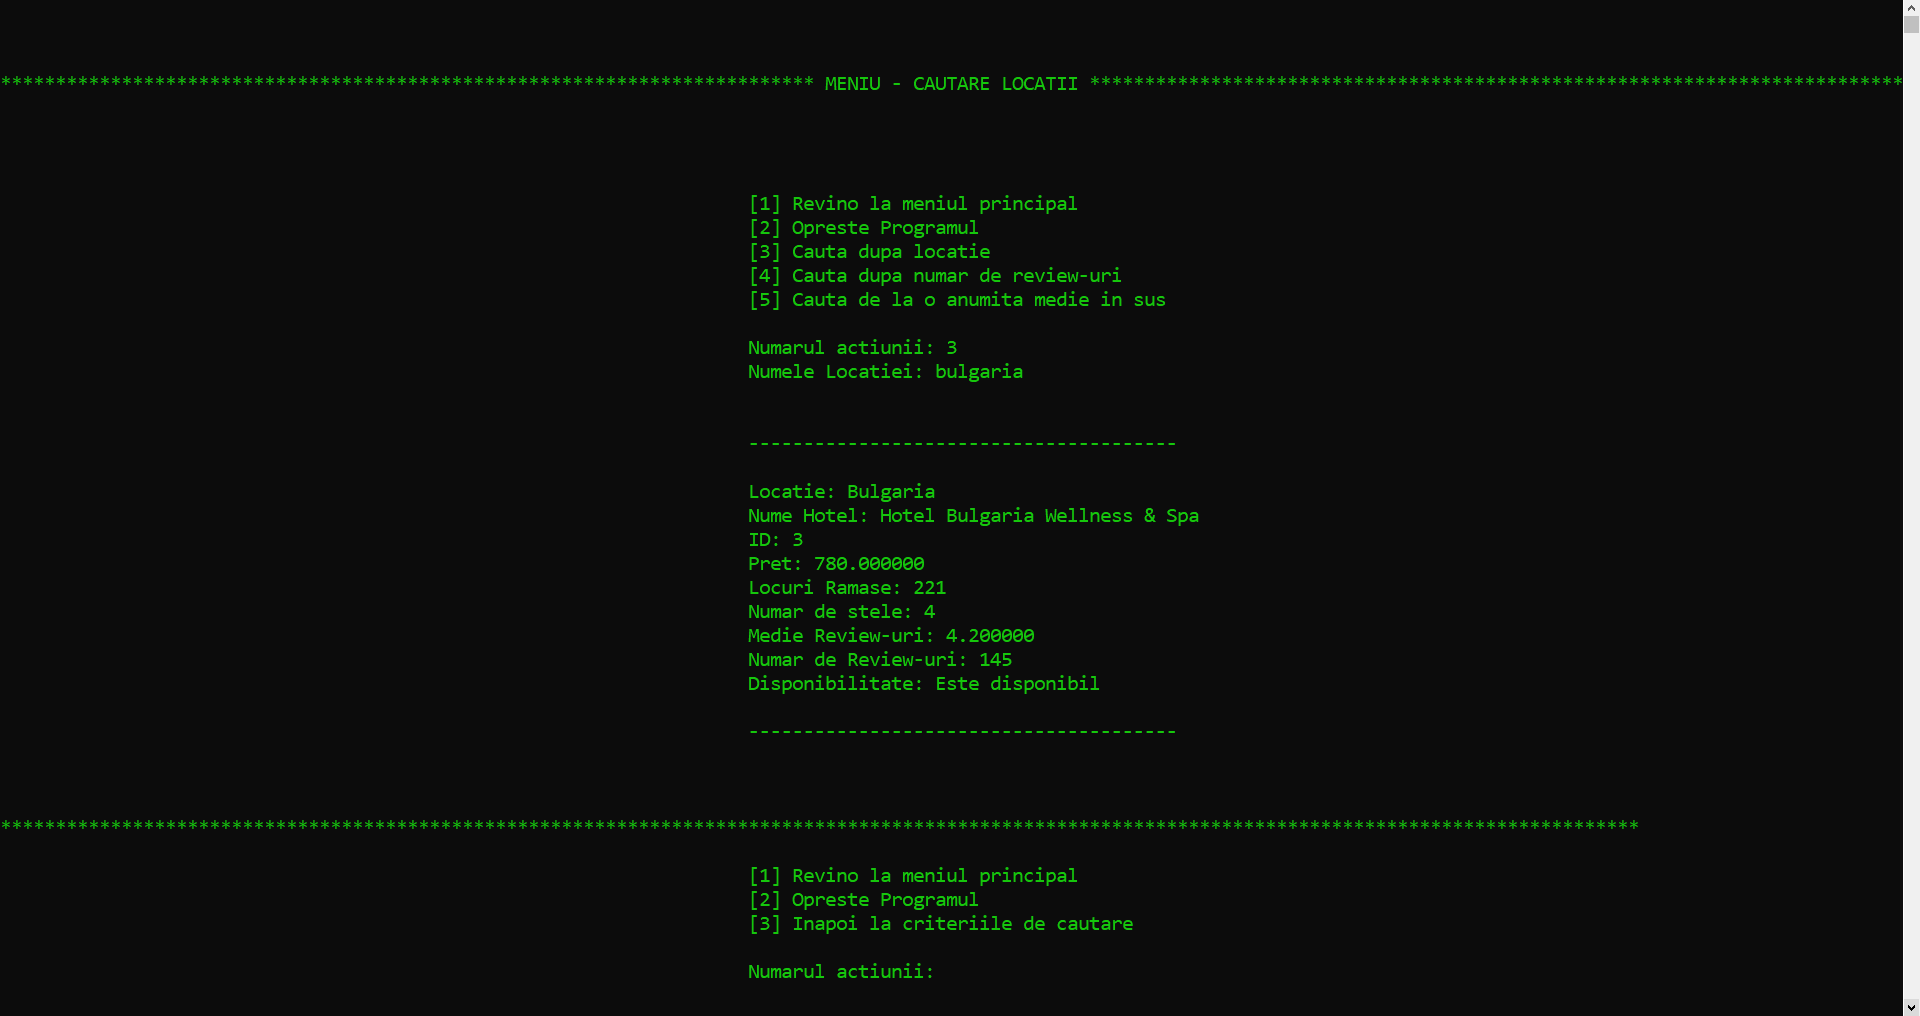 ************************************************************************** MENIU - CAUTARE LOCATII **************************************************************************
[1] Revino la meniul principal
[2] Opreste Programul
[3] Cauta dupa locatie
[4] Cauta dupa numar de review-uri
[5] Cauta de la o anumita medie in sus
Numarul actiunii: 3
Numele Locatiei: bulgaria
---------------------------------------
Locatie: Bulgaria
Nume Hotel: Hotel Bulgaria Wellness & Spa
ID: 3
Pret: 780.000000
Locuri Ramase: 221
Numar de stele: 4
Medie Review-uri: 4.200000
Numar de Review-uri: 145
Disponibilitate: Este disponibil
---------------------------------------
*****************************************************************************************************************************************************
[1] Revino la meniul principal
[2] Opreste Programul
[3] Inapoi la criteriile de cautare
Numarul actiunii: